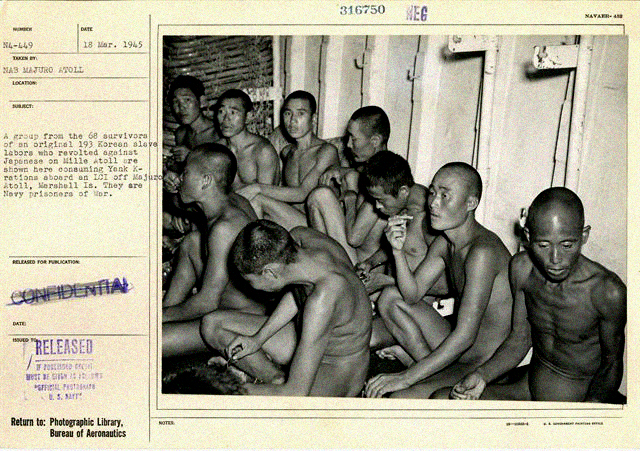 316750
NEG
NAVAER- 432
NUMBER
N4-449
DATE
18 Mar. 1945
TAKEN BY:
NAB MAJURO ATOLL
LOCATION:
SUBJECT:
A group from the 68 survivors
of an original 193 Korean slave
labors who revolted against
Japanese on Mille Atoll are
shown here consuming Yank K-
rations aboard an LCI off Majuro
Atoll, Marshall Is. They are
Navy prisoners of War.
RELEASED FOR PUBLICATION:
CONFIDENTIAL
DATE:
ISSUED TO:
RELEASED
IF PUBLISHED CREDIT
MUST BE GIVEN AS FOLLOWS
"OFFICIAL PHOTOGRAPH
U. S. NAVY"
Return to: Photographic Library,
Bureau of Aeronautics
NOTES:
U. S. GOVERNMENT PRINTING OFFICE